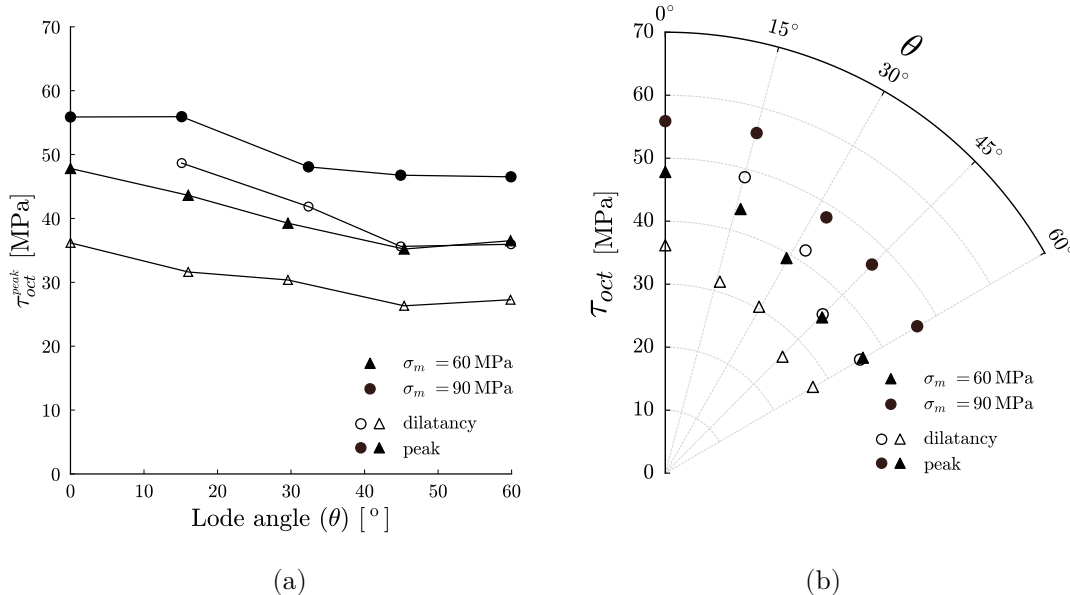 70
60
50
40
30
20
10
0
τ_oct^peak [MPa]
0 10 20 30 40 50 60
Lode angle (θ) [°]
σ_m = 60 MPa
σ_m = 90 MPa
dilatancy
peak
(a)
0° 15° 30° 45° 60°
θ
70
60
50
40
30
20
10
0
τ_oct [MPa]
σ_m = 60 MPa
σ_m = 90 MPa
dilatancy
peak
(b)